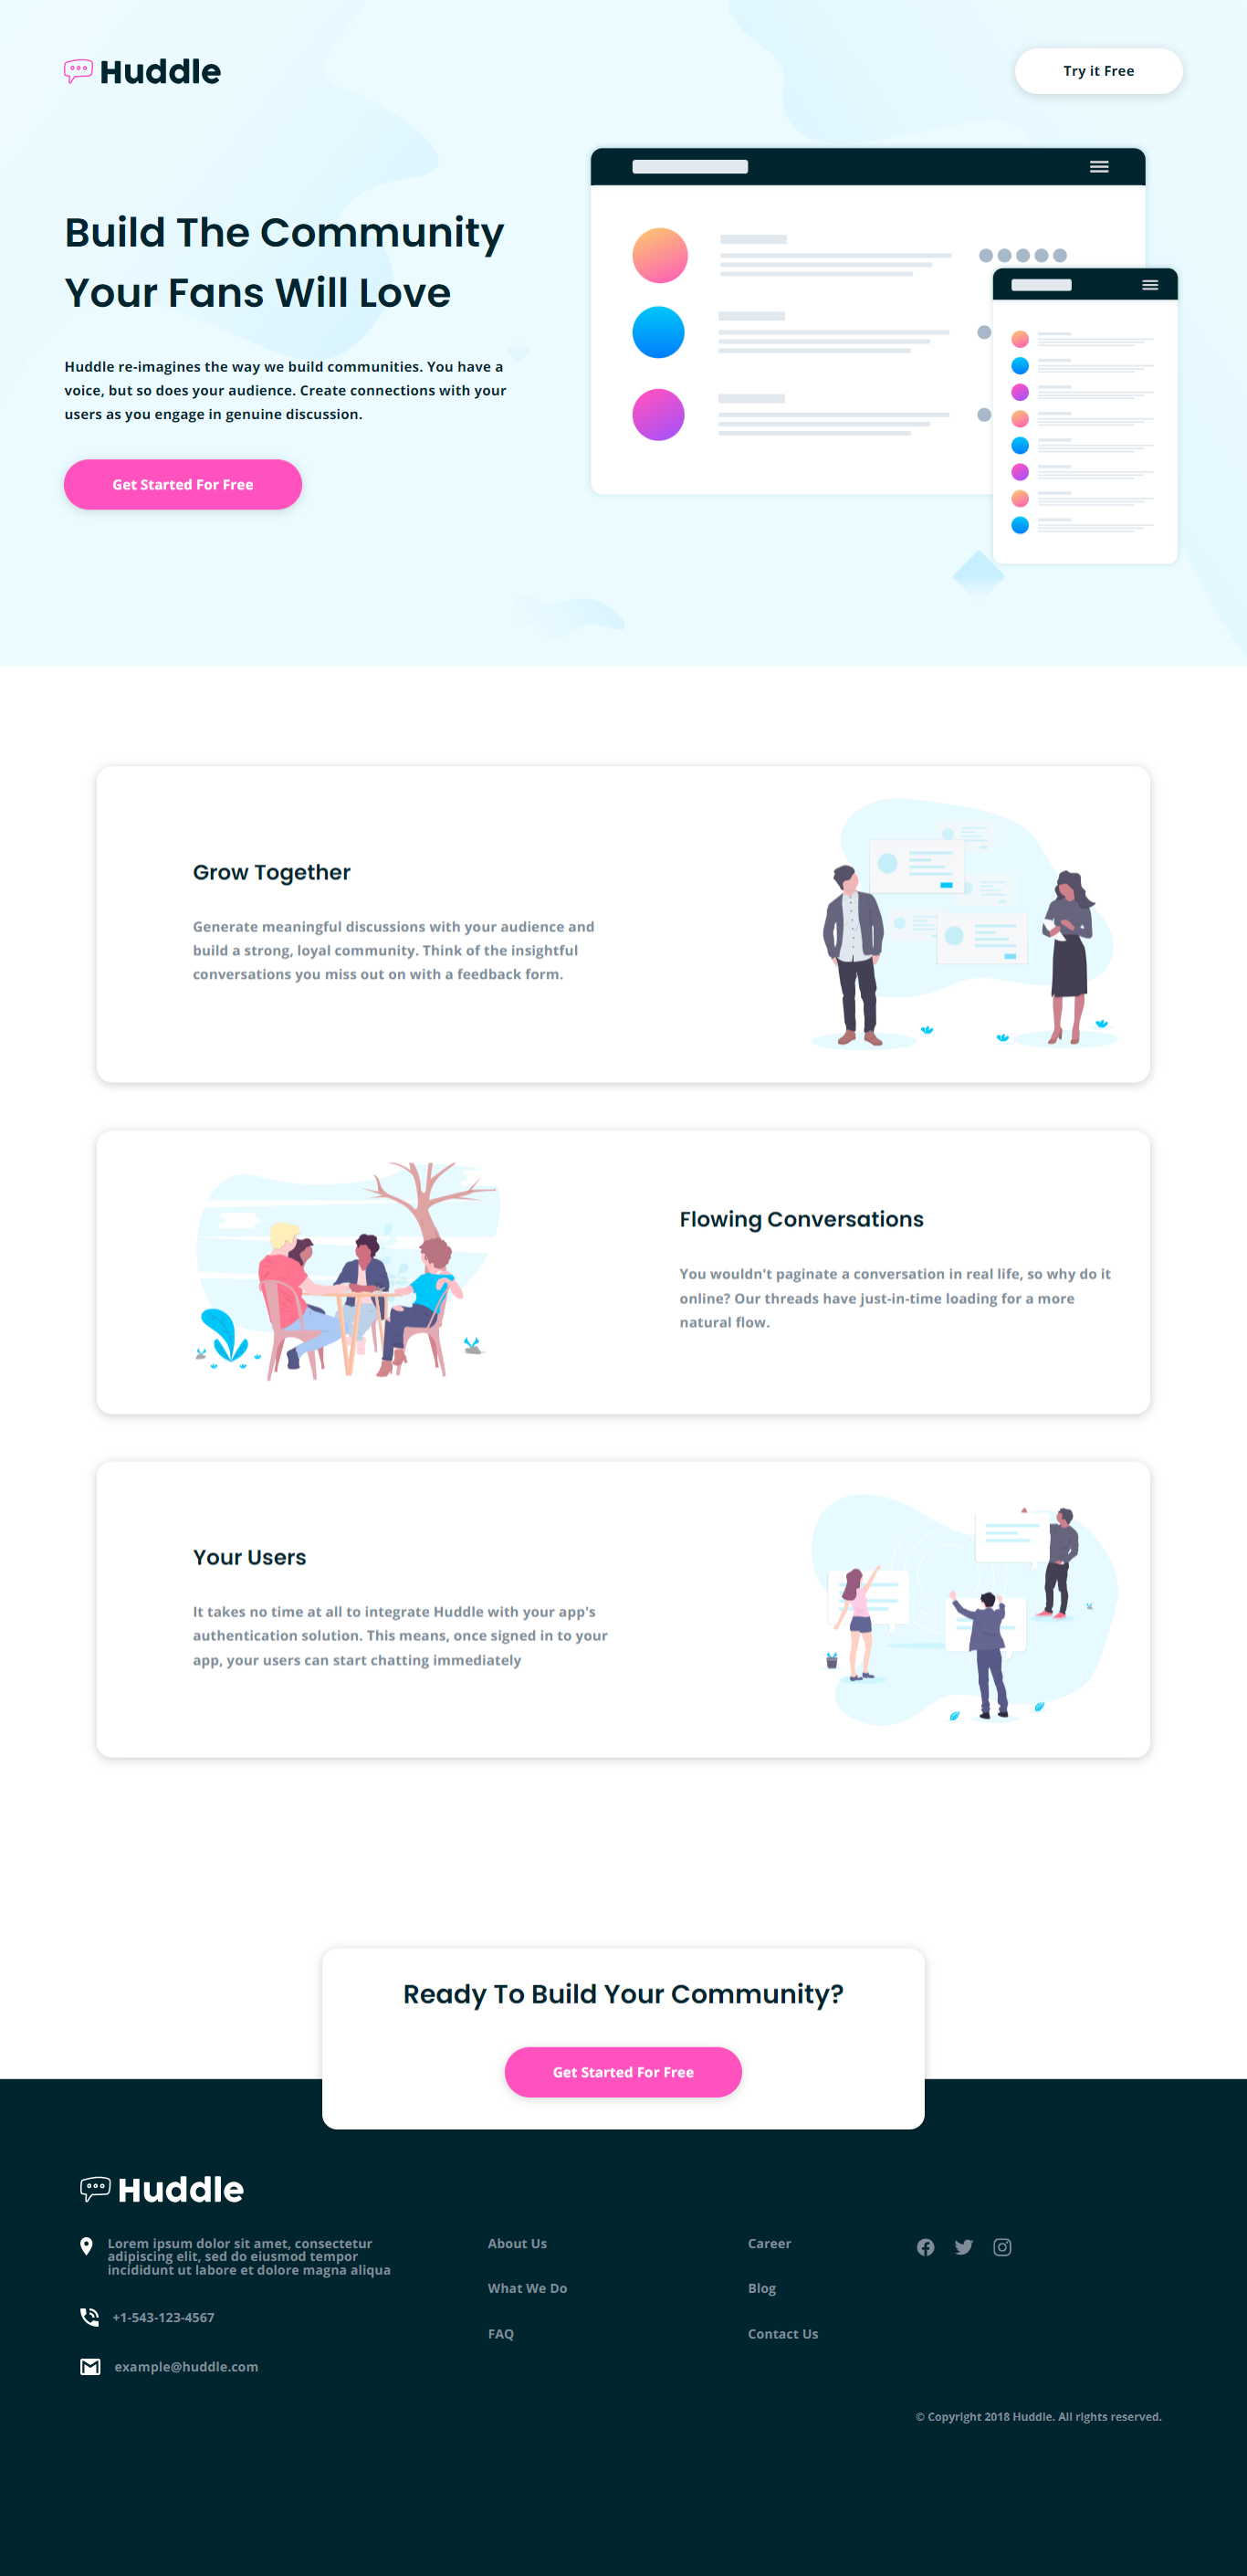 Huddle
Try it Free
Build The Community
Your Fans Will Love
Huddle re-imagines the way we build communities. You have a
voice, but so does your audience. Create connections with your
users as you engage in genuine discussion.
Get Started For Free
Grow Together
Generate meaningful discussions with your audience and
build a strong, loyal community. Think of the insightful
conversations you miss out on with a feedback form.
Flowing Conversations
You wouldn't paginate a conversation in real life, so why do it
online? Our threads have just-in-time loading for a more
natural flow.
Your Users
It takes no time at all to integrate Huddle with your app's
authentication solution. This means, once signed in to your
app, your users can start chatting immediately
Ready To Build Your Community?
Get Started For Free
Huddle
Lorem ipsum dolor sit amet, consectetur
adipiscing elit, sed do eiusmod tempor
incididunt ut labore et dolore magna aliqua
+1-543-123-4567
example@huddle.com
About Us
What We Do
FAQ
Career
Blog
Contact Us
© Copyright 2018 Huddle. All rights reserved.